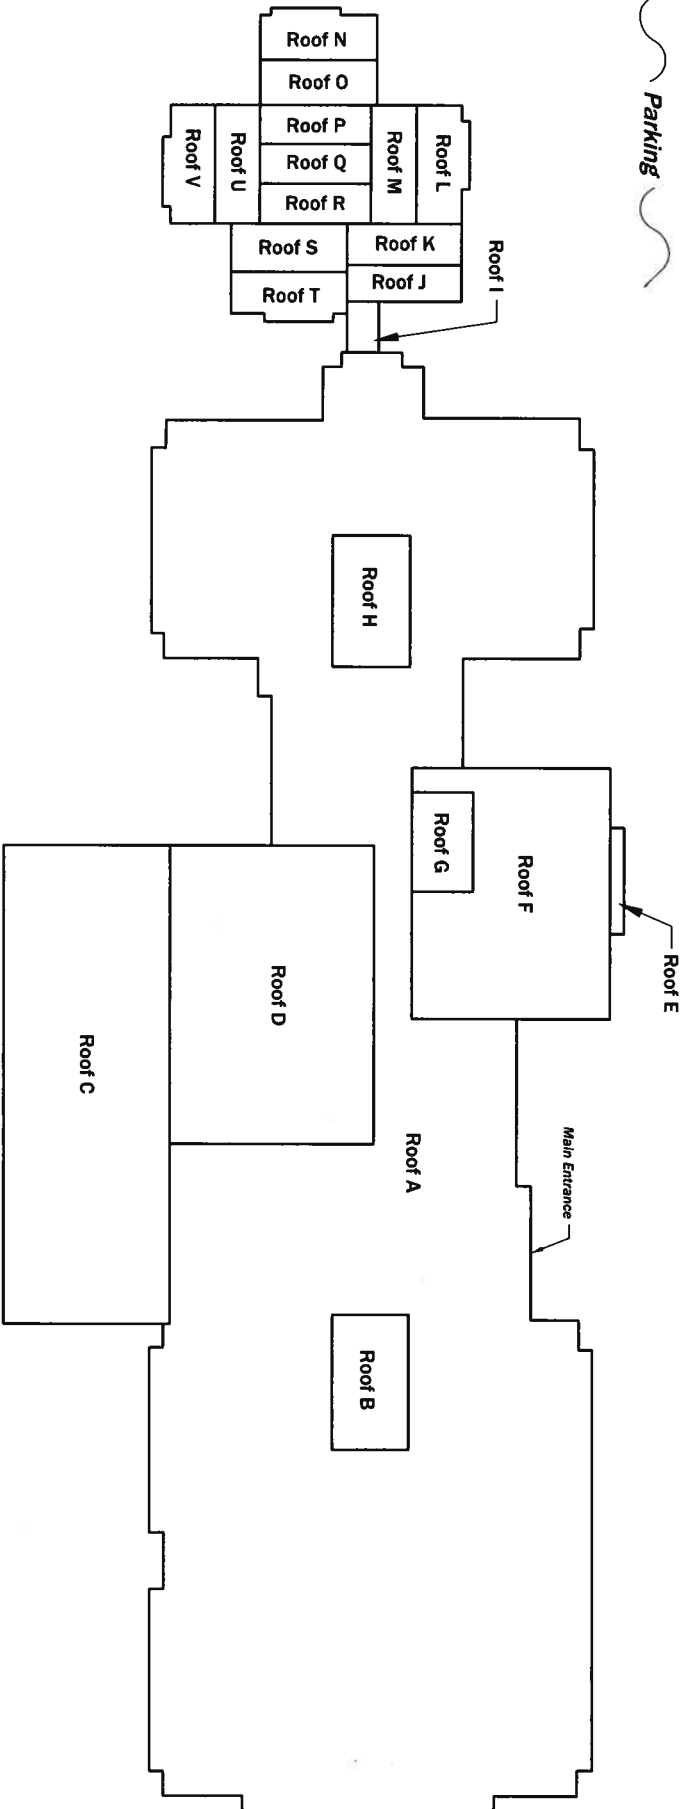 Parking
Roof N
Roof O
Roof P
Roof Q
Roof R
Roof M
Roof L
Roof U
Roof V
Roof S
Roof K
Roof T
Roof J
Roof I
Roof H
Roof G
Roof F
Roof E
Roof D
Roof C
Roof A
Main Entrance
Roof B